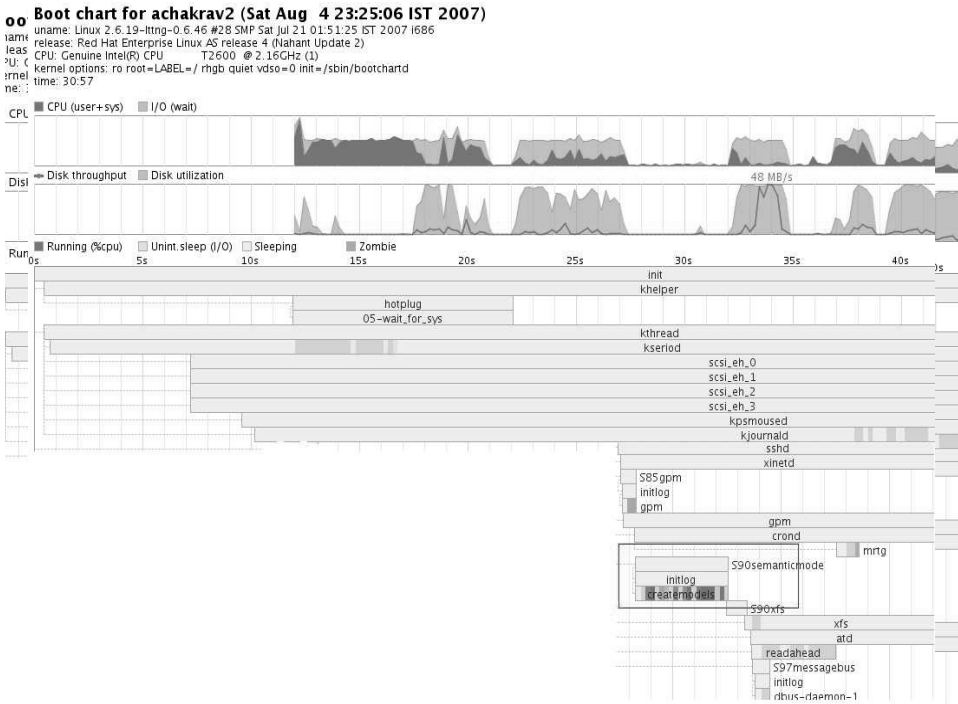 Boot chart for achakrav2 (Sat Aug 4 23:25:06 IST 2007)
uname: Linux 2.6.19-lttng-0.6.46 #28 SMP Sat Jul 21 01:51:25 IST 2007 i686
release: Red Hat Enterprise Linux AS release 4 (Nahant Update 2)
CPU: Genuine Intel(R) CPU T2600 @ 2.16GHz (1)
kernel options: ro root=LABEL=/ rhgb quiet vdso=0 init=/sbin/bootchartd
time: 30:57
CPU
CPU (user+sys) I/O (wait)
Disk throughput Disk utilization
48 MB/s
Run
Running (%cpu) Unint.sleep (I/O) Sleeping Zombie
0s 5s 10s 15s 20s 25s 30s 35s 40s
init
khelper
hotplug
05-wait_for_sys
kthread
kseriod
scsi_eh_0
scsi_eh_1
scsi_eh_2
scsi_eh_3
kpsmoused
kjournald
sshd
xinetd
S85gpm
initlog
gpm
gpm
crond
mrtg
S90semanticmode
initlog
createmodels
S90xfs
xfs
atd
readahead
S97messagebus
initlog
dbus-daemon-1